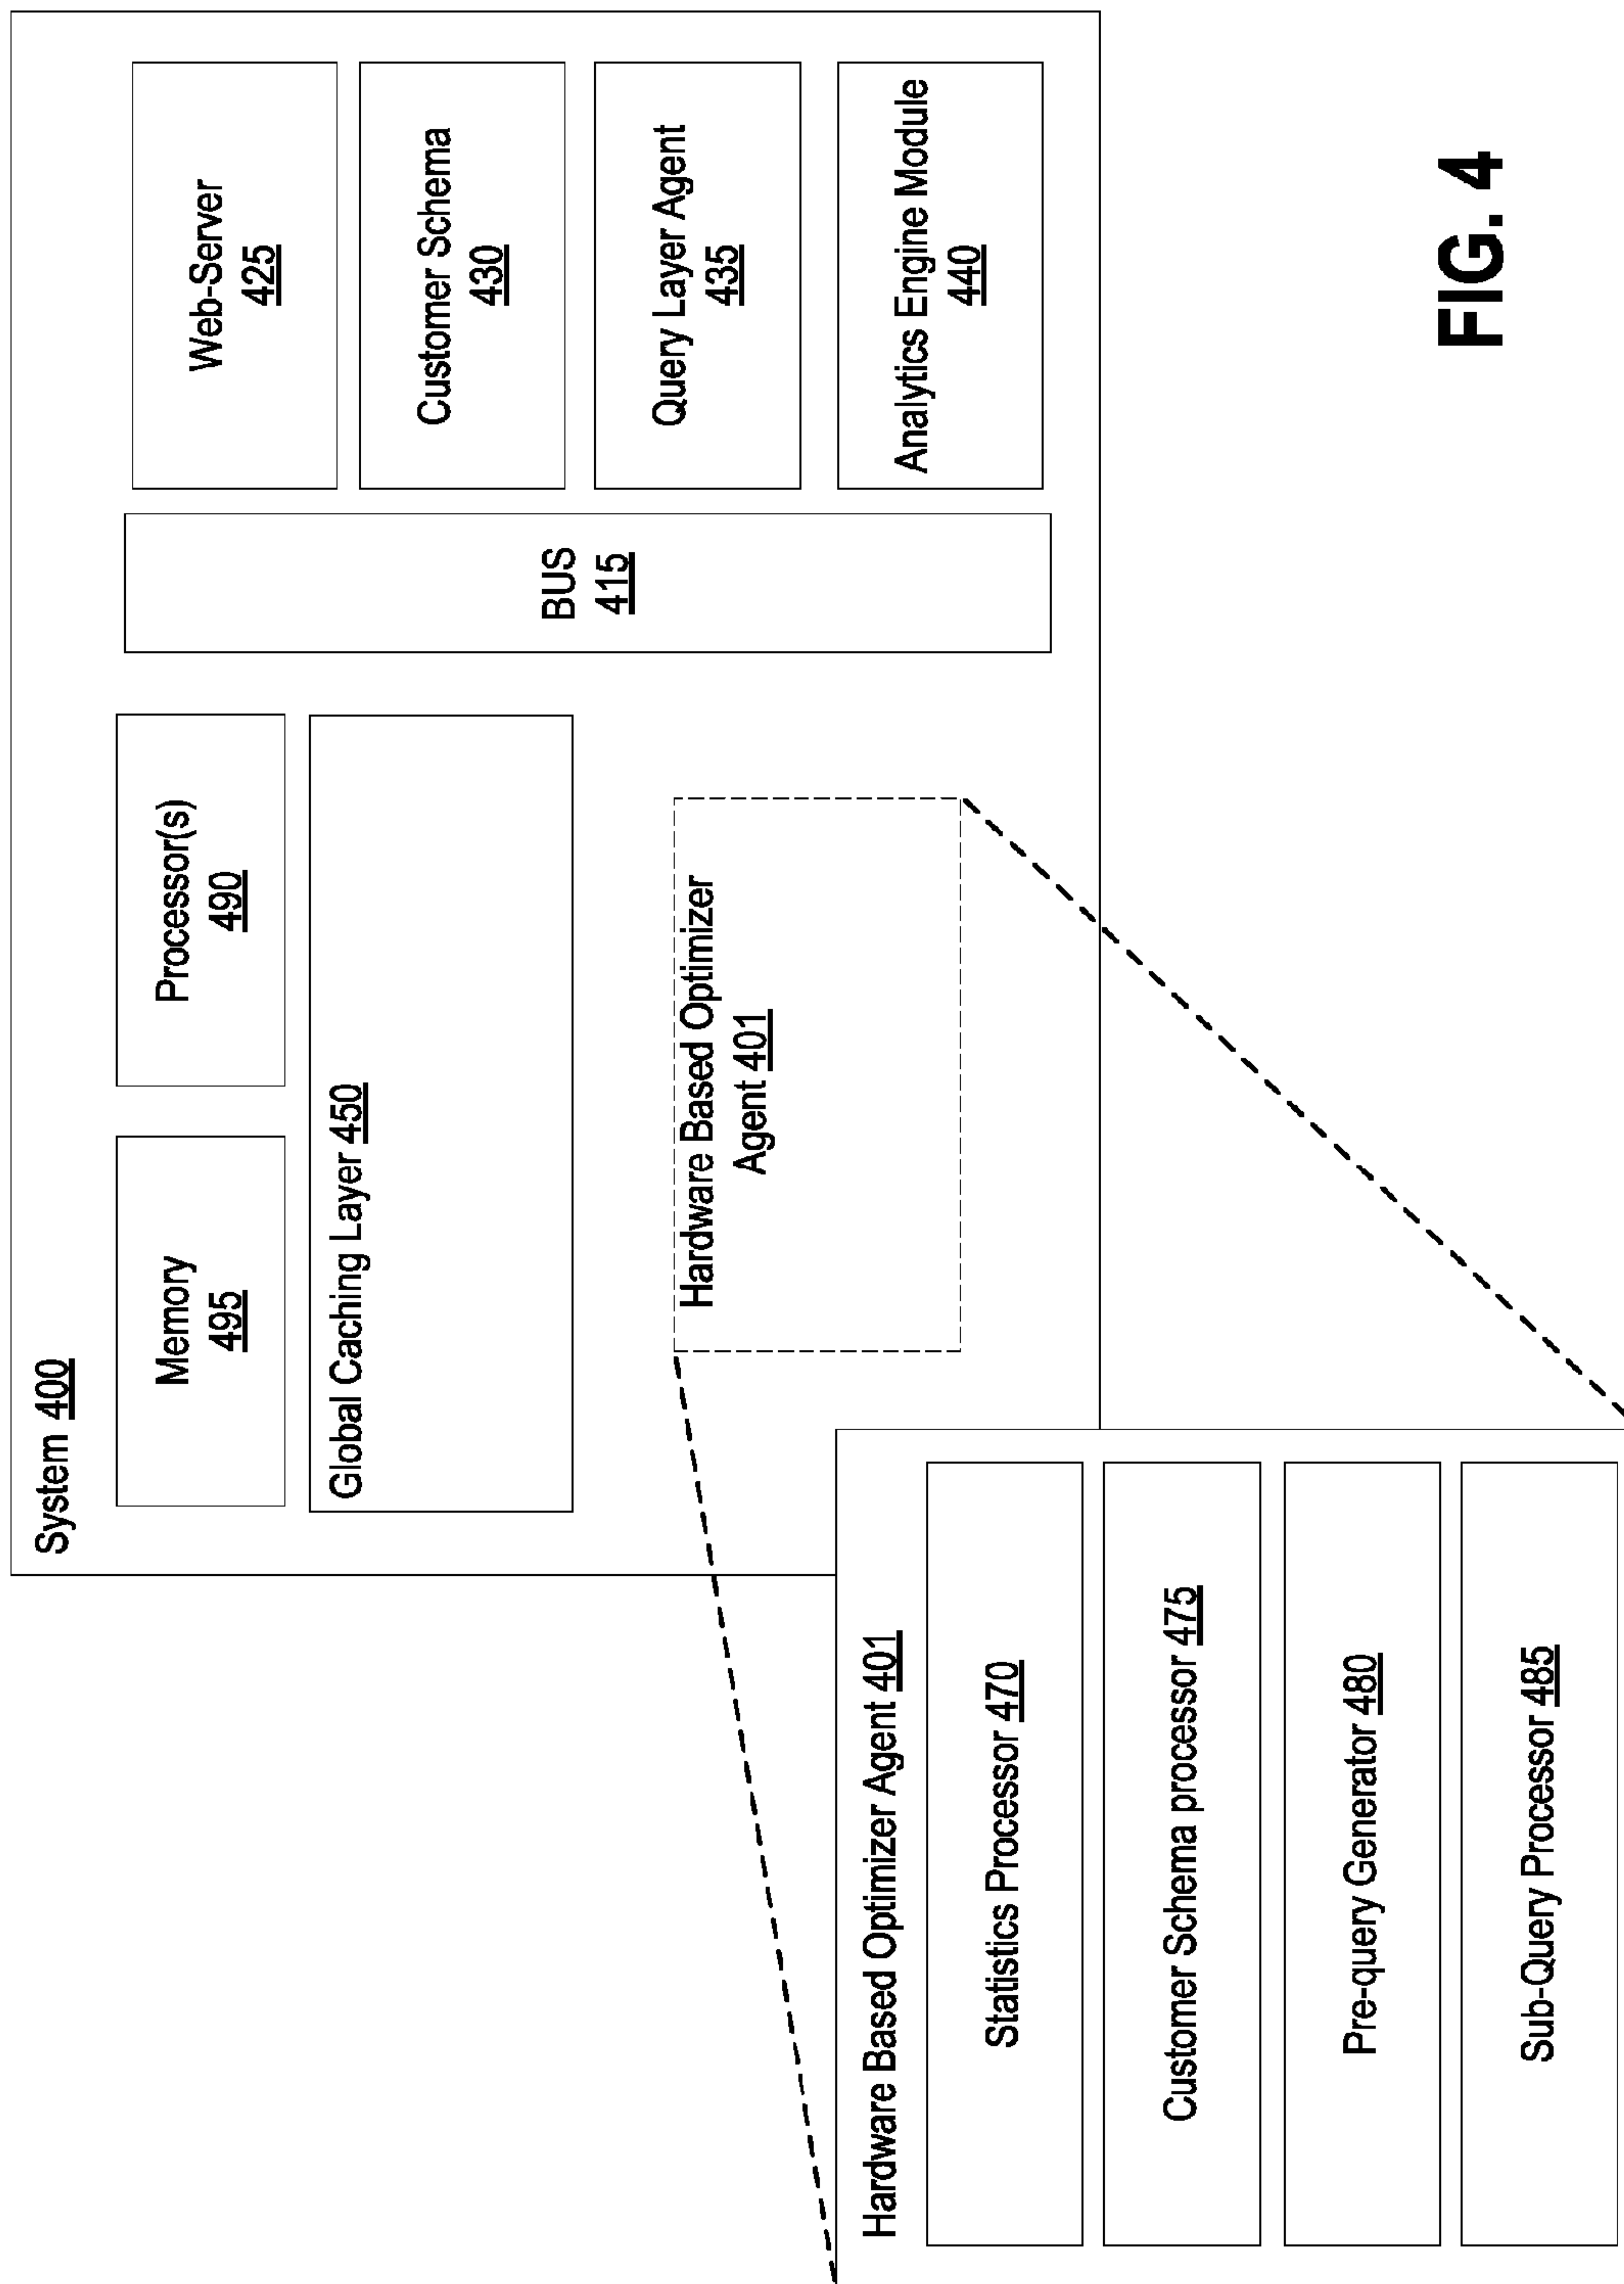 System 400
Memory
495
Processor(s)
490
Global Caching Layer 450
Hardware Based Optimizer
Agent 401
BUS
415
Web-Server
425
Customer Schema
430
Query Layer Agent
435
Analytics Engine Module
440
Hardware Based Optimizer Agent 401
Statistics Processor 470
Customer Schema processor 475
Pre-query Generator 480
Sub-Query Processor 485
FIG. 4